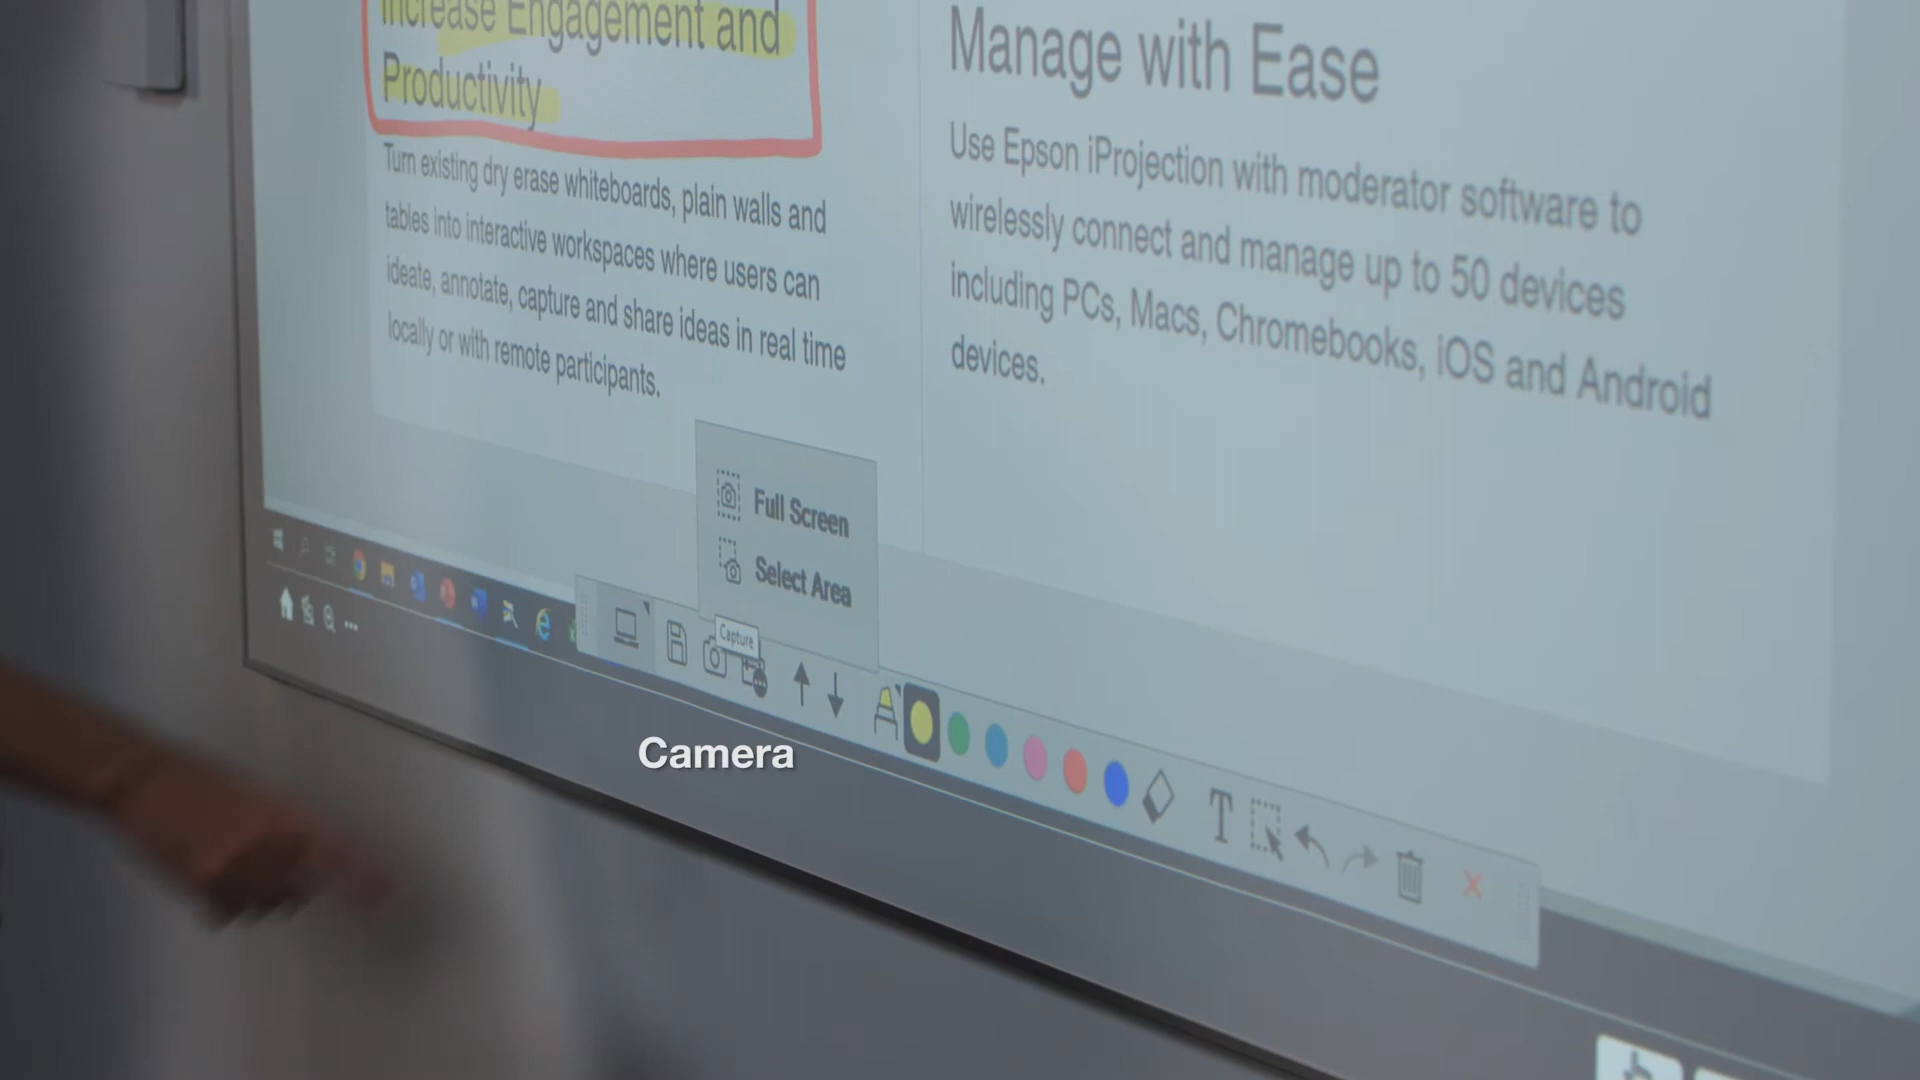 Increase Engagement and
Productivity
Turn existing dry erase whiteboards, plain walls and
tables into interactive workspaces where users can
ideate, annotate, capture and share ideas in real time
locally or with remote participants.
Manage with Ease
Use Epson iProjection with moderator software to
wirelessly connect and manage up to 50 devices
including PCs, Macs, Chromebooks, iOS and Android
devices.
Full Screen
Select Area
Capture
Camera
T